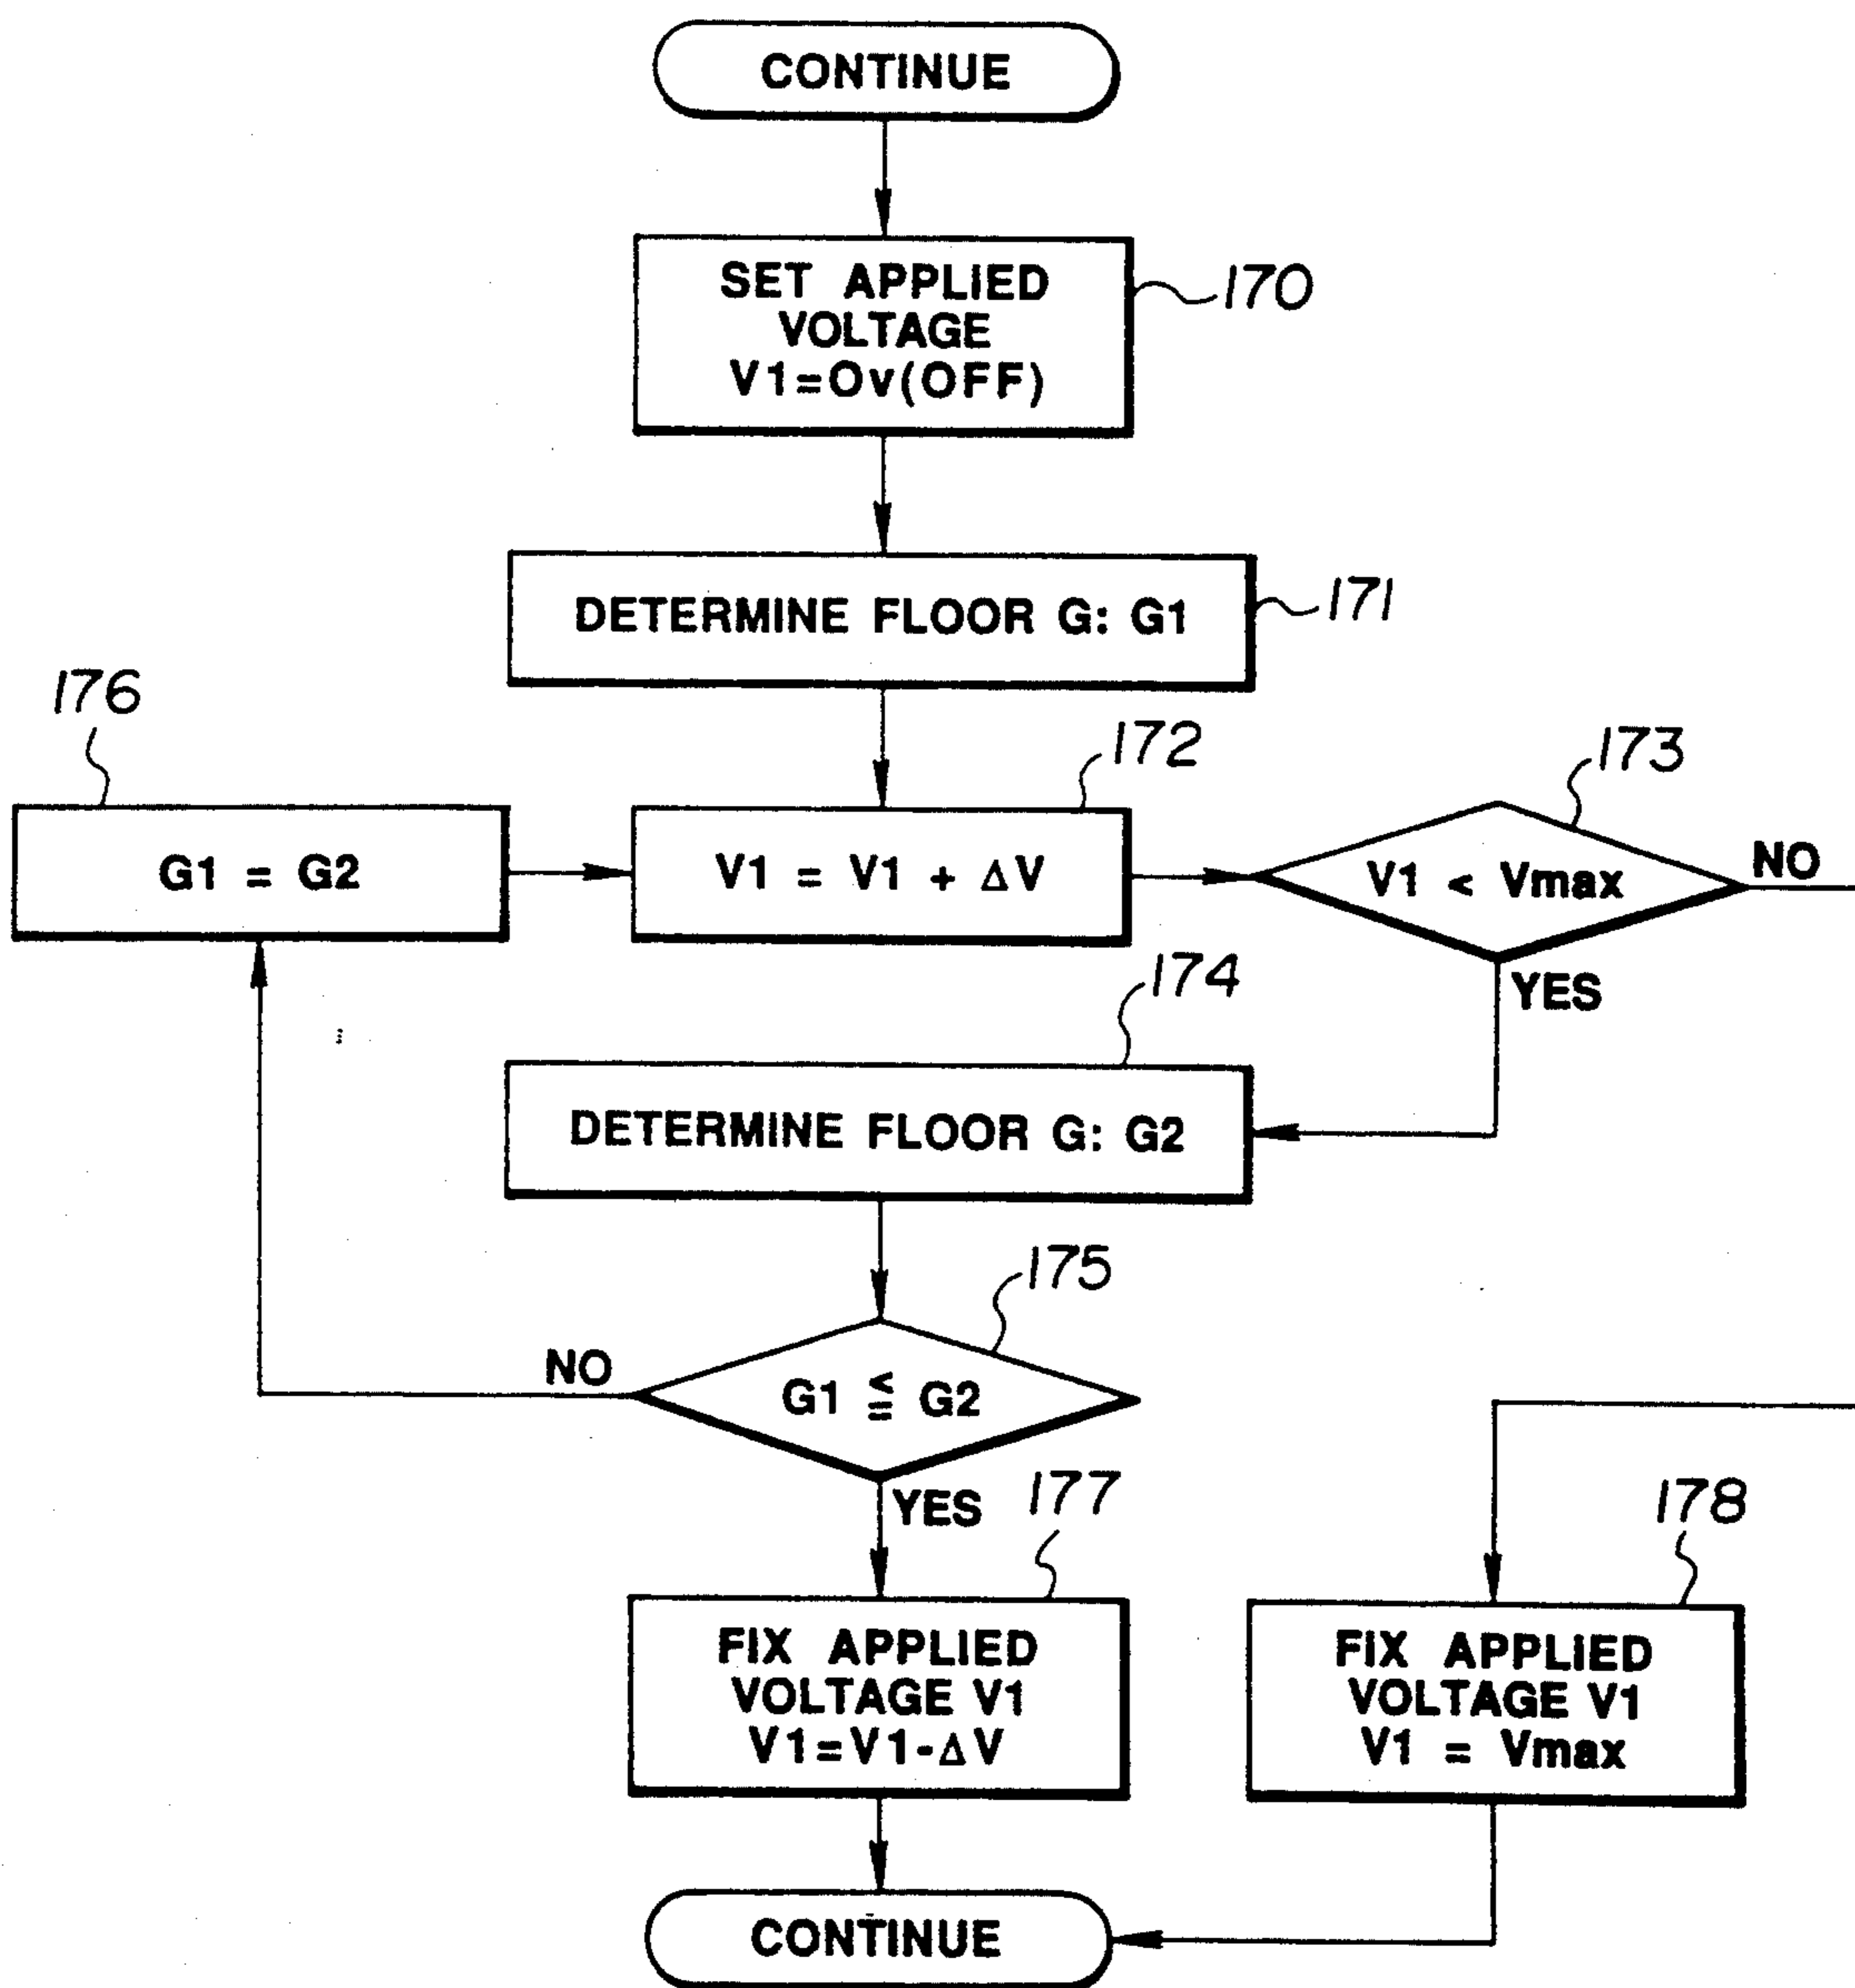 CONTINUE
SET APPLIED
VOLTAGE
V1=0v(OFF)
170
DETERMINE FLOOR G: G1
171
176
172
173
G1 = G2
V1 = V1 + ΔV
V1 < Vmax
NO
YES
174
DETERMINE FLOOR G: G2
175
NO
G1 ≦ G2
YES
177
178
FIX APPLIED
VOLTAGE V1
V1=V1-ΔV
FIX APPLIED
VOLTAGE V1
V1 = Vmax
CONTINUE